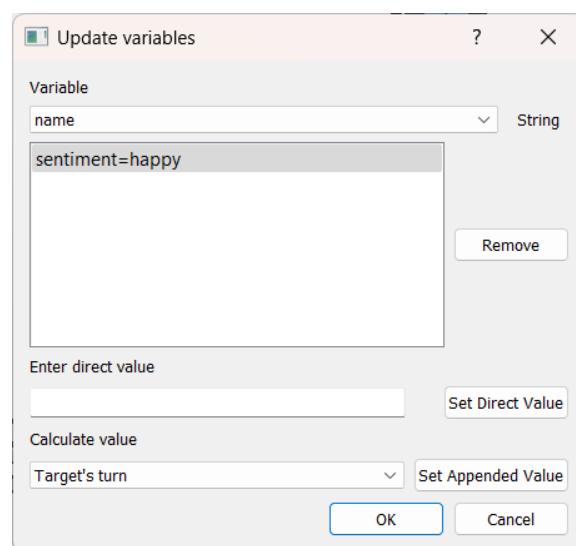 Update variables ?
Variable
name String
sentiment=happy
Remove
Enter direct value
Set Direct Value
Calculate value
Target's turn Set Appended Value
OK Cancel